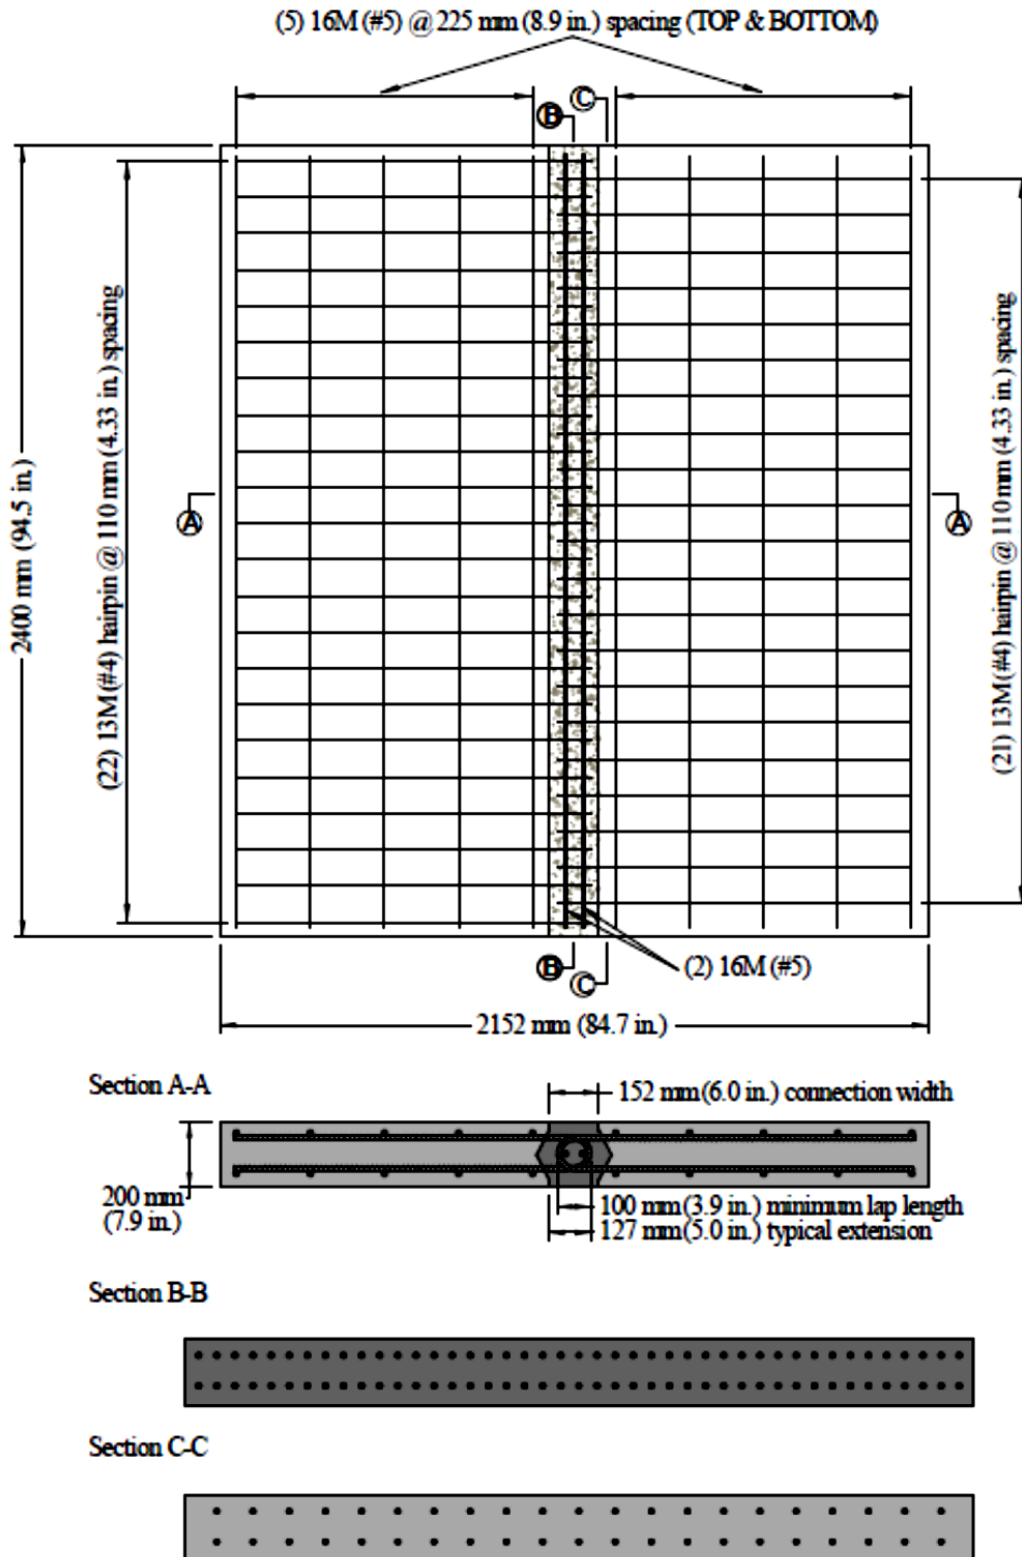 (5) 16M (#5) @ 225 mm (8.9 in.) spacing (TOP & BOTTOM)
C
B
2400 mm (94.5 in.)
(22) 13M (#4) hairpin @ 110 mm (4.33 in.) spacing
(21) 13M (#4) hairpin @ 110 mm (4.33 in.) spacing
A
A
B
C
(2) 16M (#5)
2152 mm (84.7 in.)
Section A-A
152 mm (6.0 in.) connection width
200 mm
(7.9 in.)
100 mm (3.9 in.) minimum lap length
127 mm (5.0 in.) typical extension
Section B-B
Section C-C